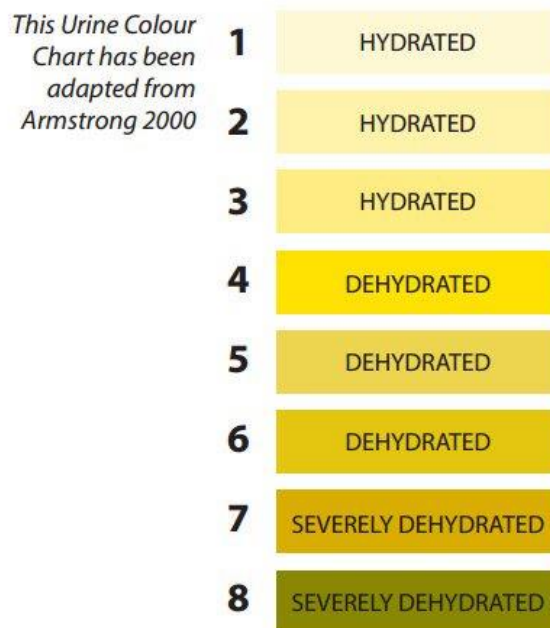 This Urine Colour
Chart has been
adapted from
Armstrong 2000
1 HYDRATED
2 HYDRATED
3 HYDRATED
4 DEHYDRATED
5 DEHYDRATED
6 DEHYDRATED
7 SEVERELY DEHYDRATED
8 SEVERELY DEHYDRATED